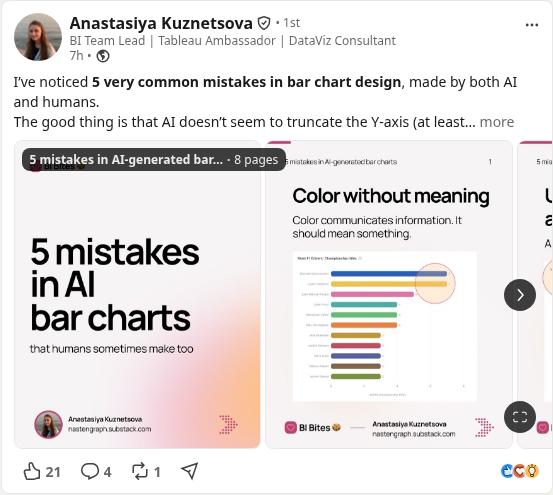 Anastasiya Kuznetsova • 1st
BI Team Lead | Tableau Ambassador | DataViz Consultant
7h •
I’ve noticed 5 very common mistakes in bar chart design, made by both AI
and humans.
The good thing is that AI doesn’t seem to truncate the Y-axis (at least... more
5 mistakes in AI-generated bar... · 8 pages
BI Bites
5 mistakes
in AI
bar charts
that humans sometimes make too
Anastasiya Kuznetsova
nastengraph.substack.com
5 mistakes in AI-generated bar charts
1
Color without meaning
Color communicates information. It
should mean something.
BI Bites
Anastasiya Kuznetsova
nastengraph.substack.com
5 mis
21
4
1